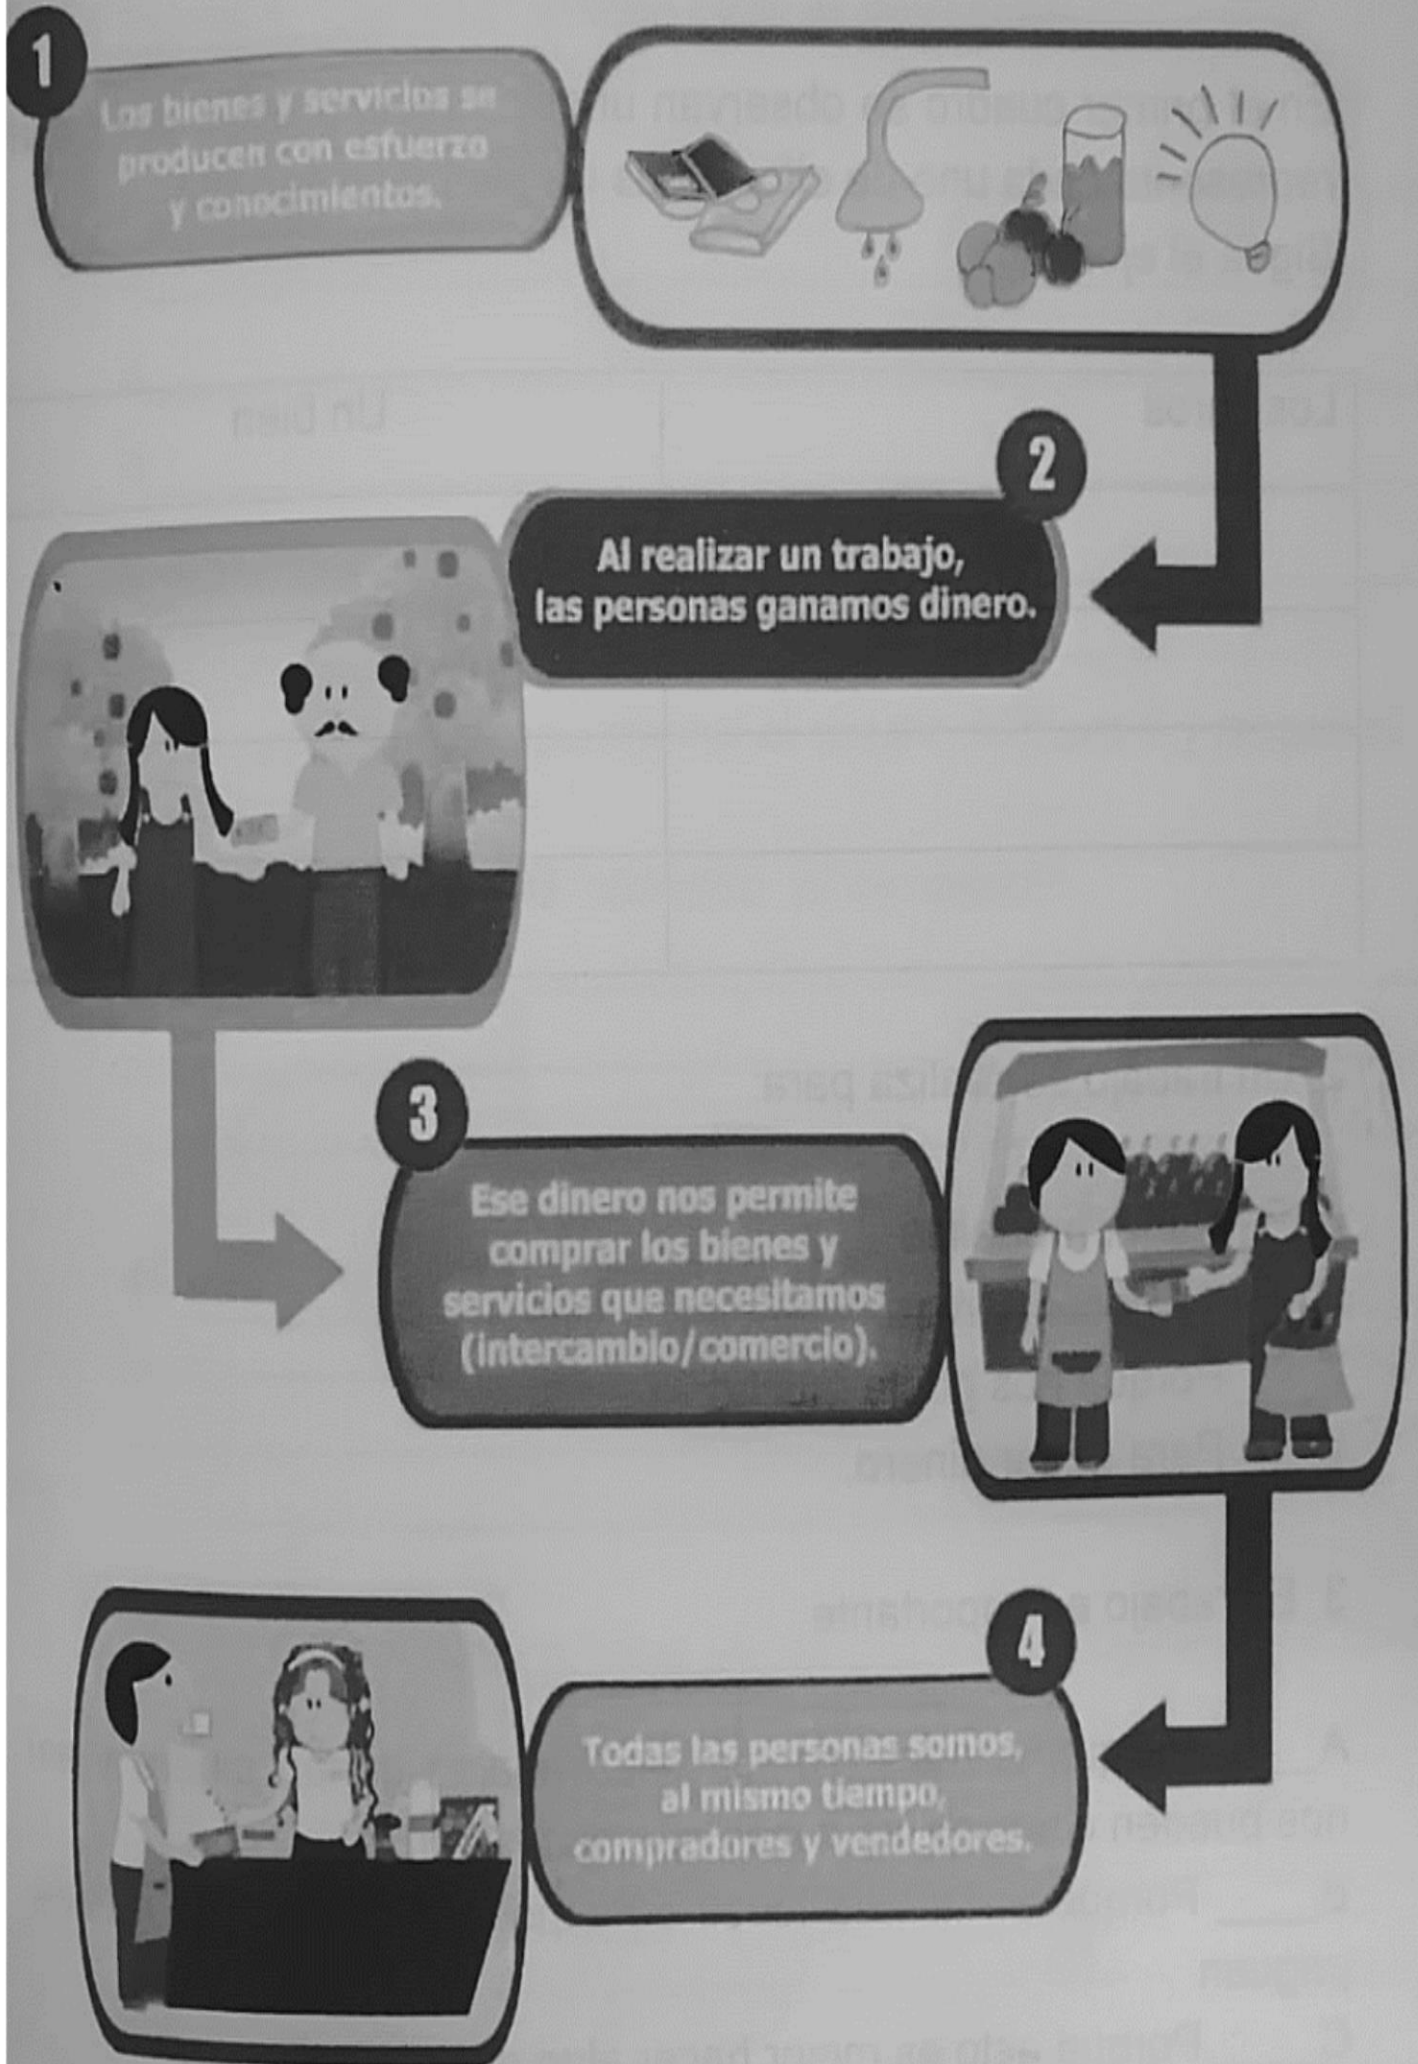 1
Los bienes y servicios se
producen con esfuerzo
y conocimientos.
2
Al realizar un trabajo,
las personas ganamos dinero.
3
Ese dinero nos permite
comprar los bienes y
servicios que necesitamos
(intercambio/comercio).
4
Todas las personas somos,
al mismo tiempo,
compradores y vendedores.